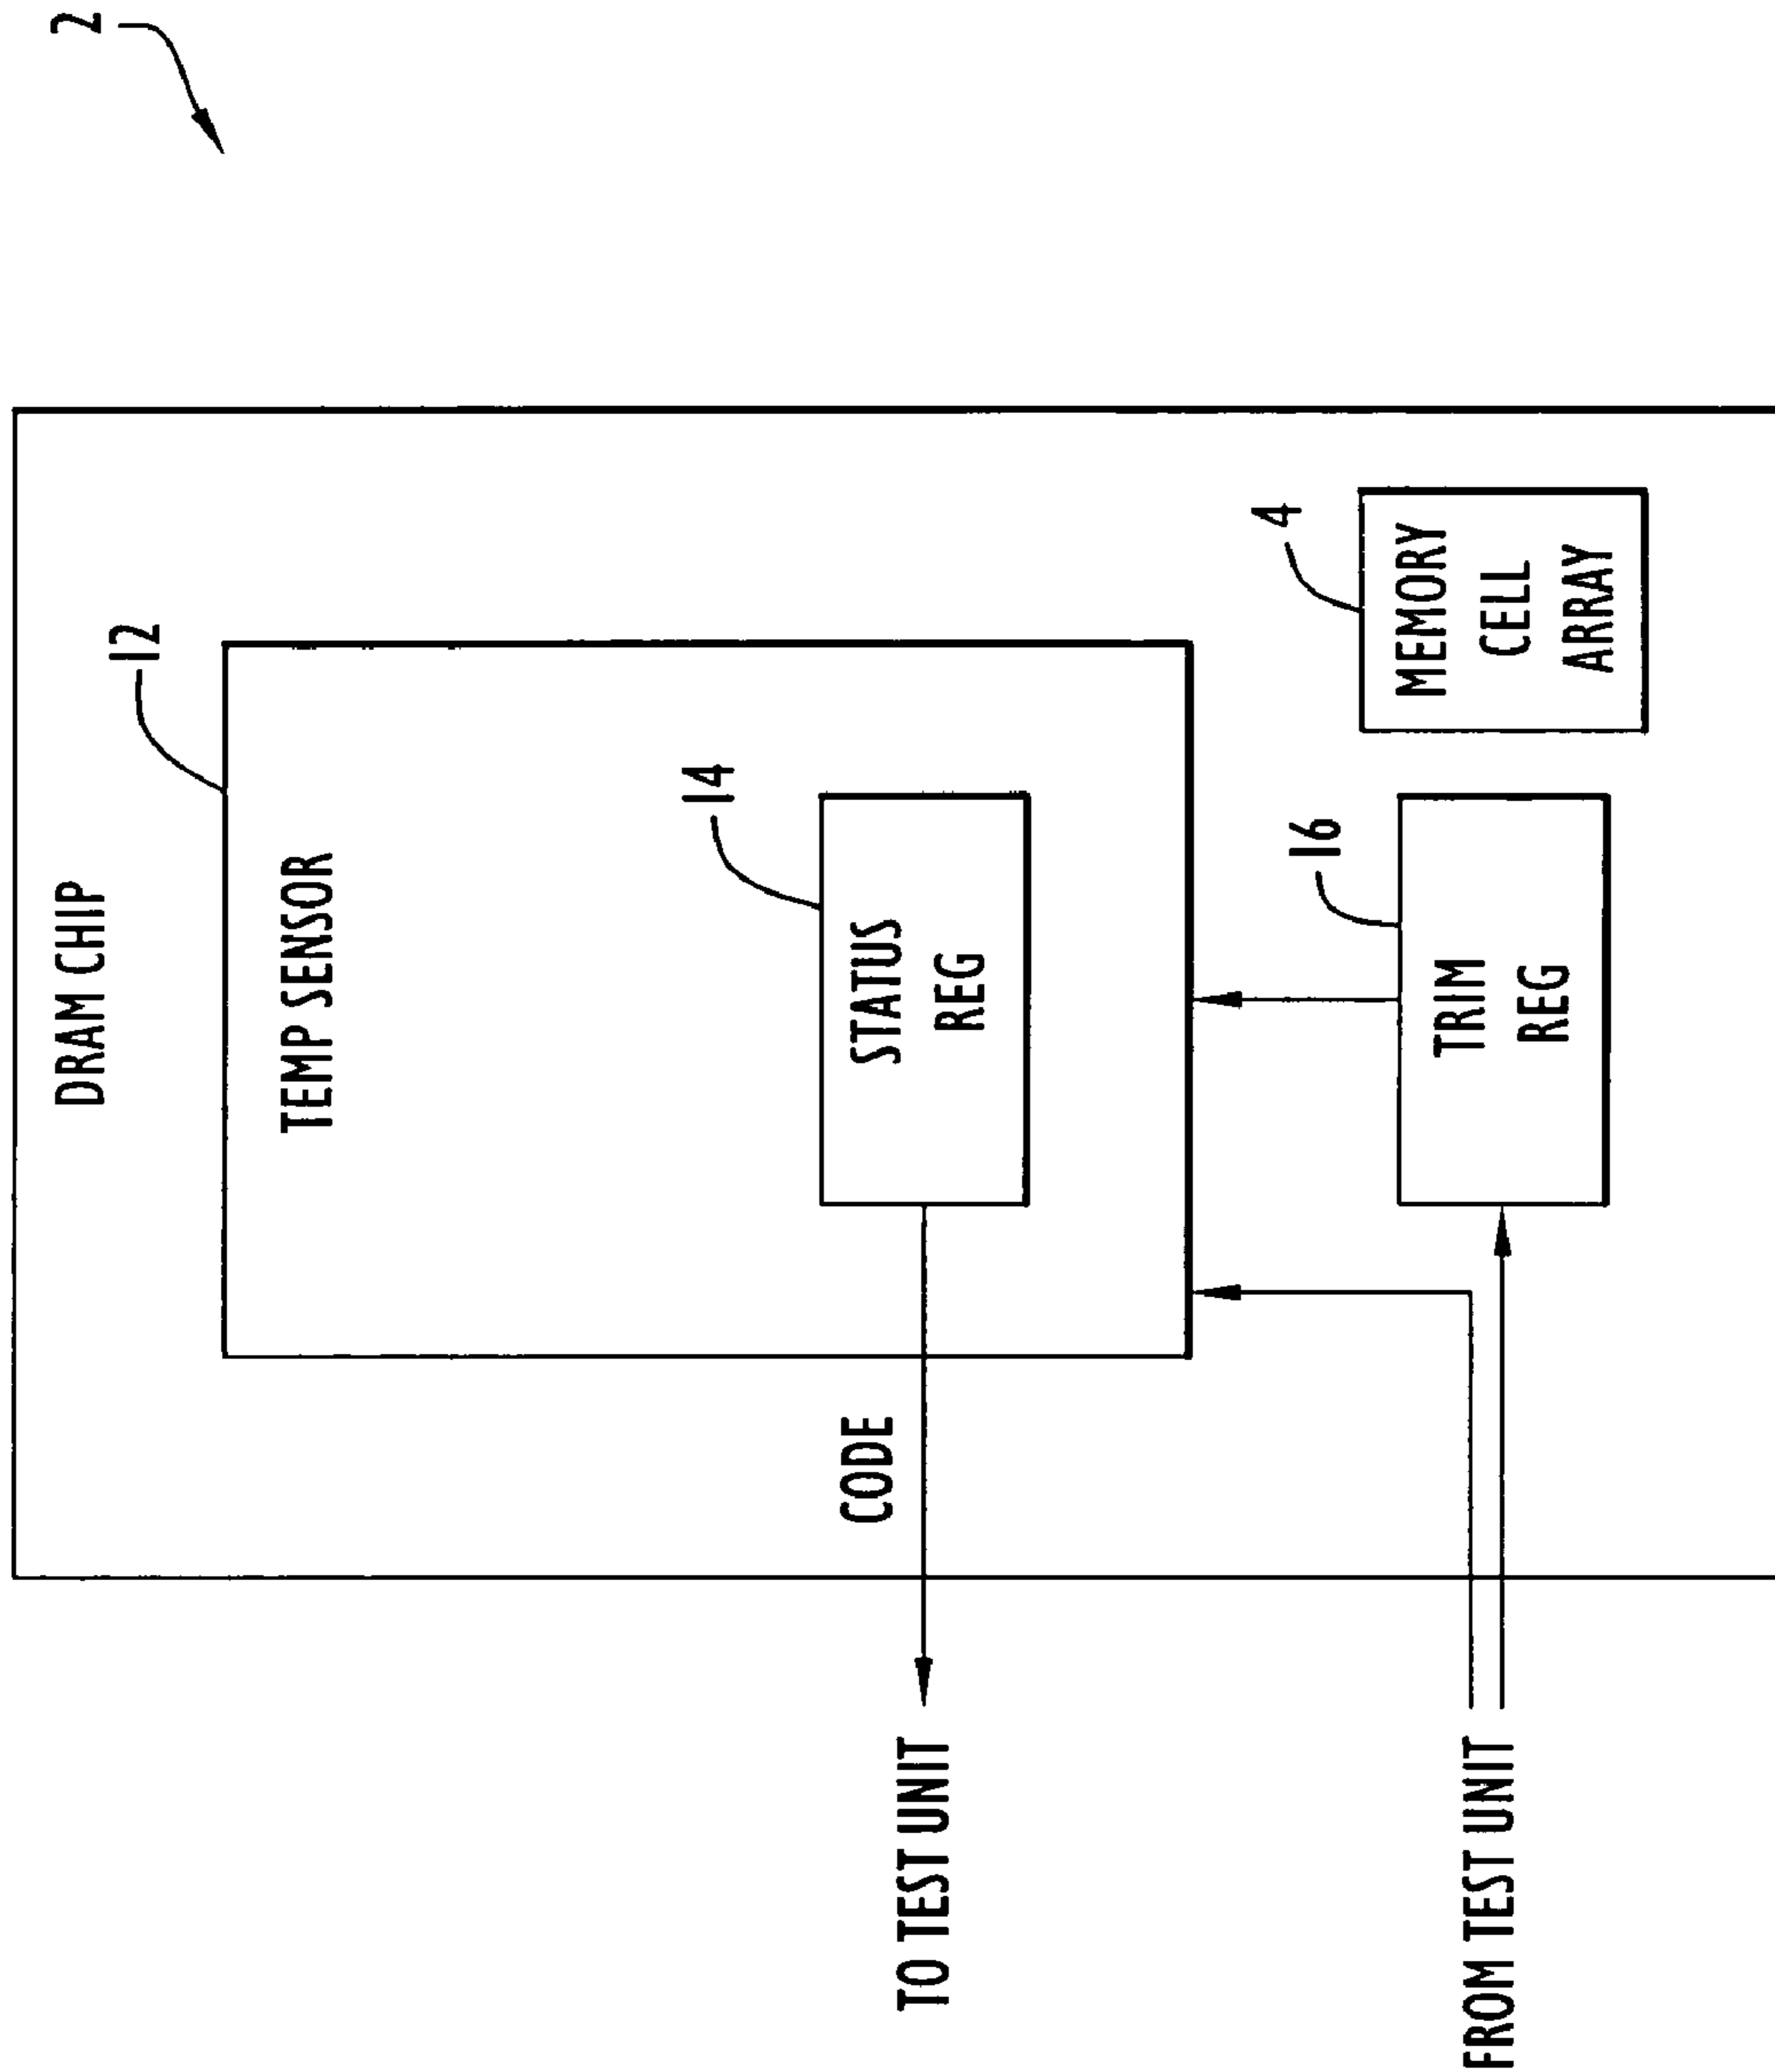 2
DRAM CHIP
12
TEMP SENSOR
14
STATUS
REG
CODE
TO TEST UNIT
4
MEMORY
CELL
ARRAY
16
TRIM
REG
FROM TEST UNIT